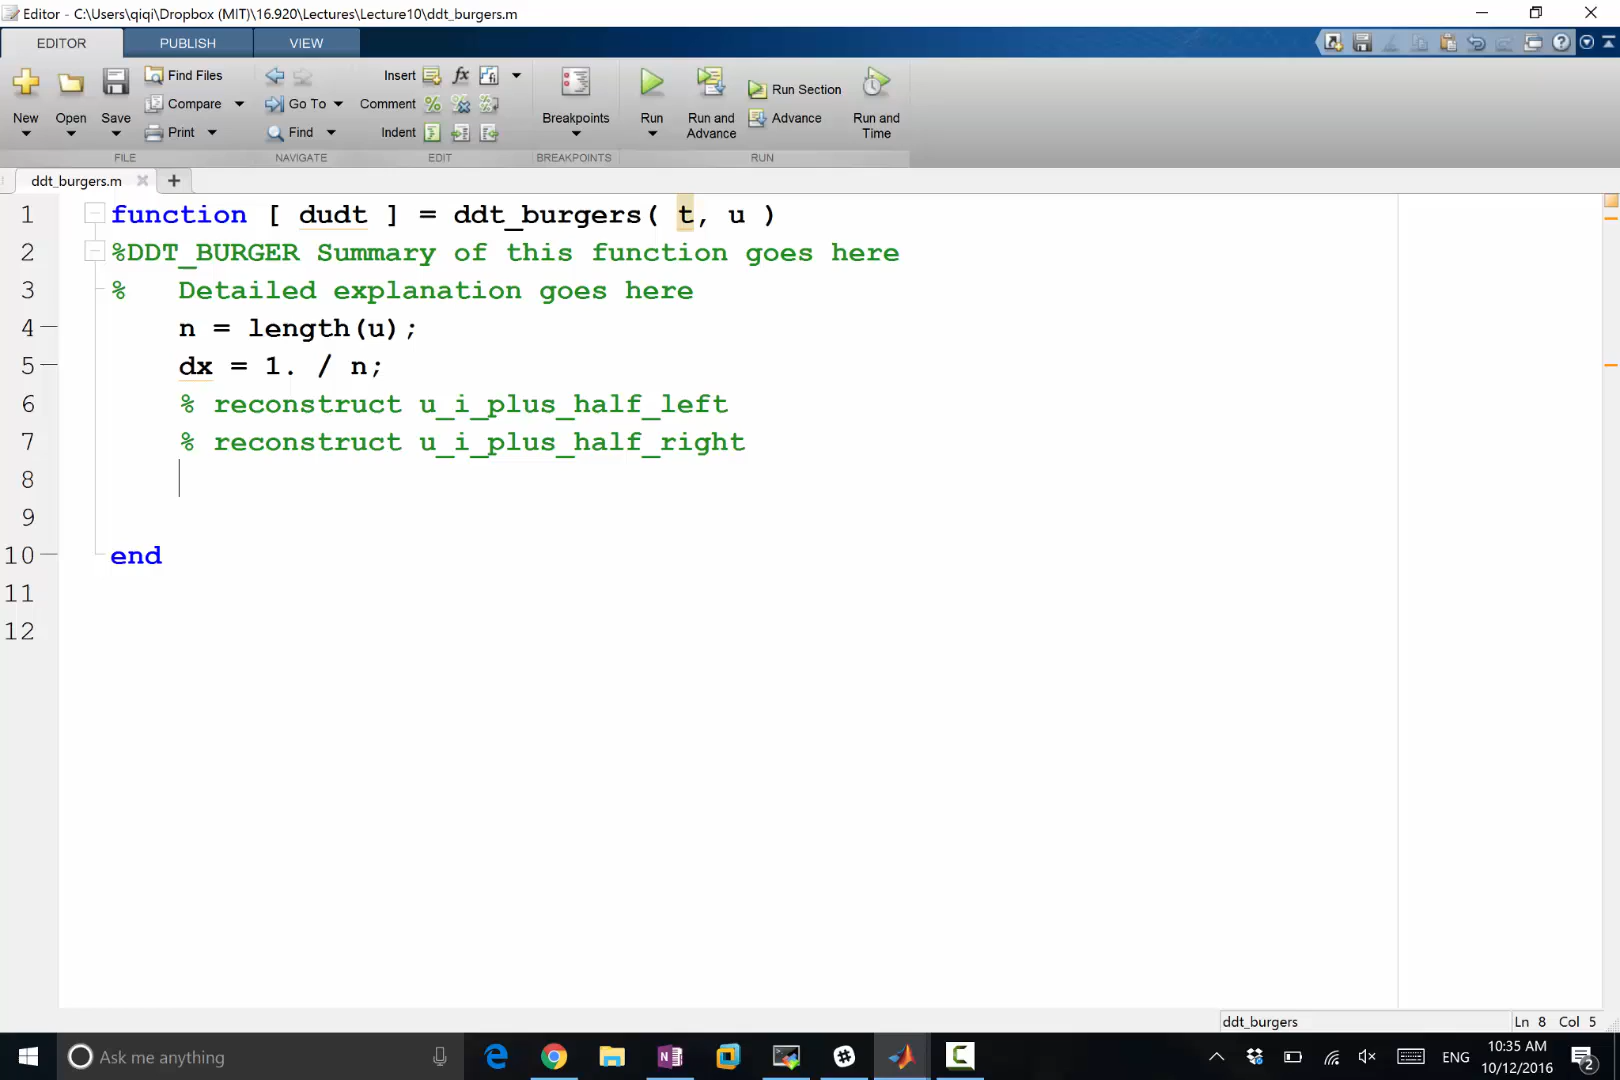 Editor - C:\Users\qiqi\Dropbox (MIT)\16.920\Lectures\Lecture10\ddt_burgers.m
EDITOR PUBLISH VIEW
New Open Save Find Files Compare Print Go To Find Insert fx Comment Indent Breakpoints Run Run and Advance Run Section Advance Run and Time
FILE NAVIGATE EDIT BREAKPOINTS RUN
ddt_burgers.m
1 function [ dudt ] = ddt_burgers( t, u )
2 %DDT_BURGER Summary of this function goes here
3 %   Detailed explanation goes here
4 n = length(u);
5 dx = 1. / n;
6 % reconstruct u_i_plus_half_left
7 % reconstruct u_i_plus_half_right
8
9
10 end
11
12
ddt_burgers Ln 8 Col 5
Ask me anything
ENG
10:35 AM
10/12/2016
2